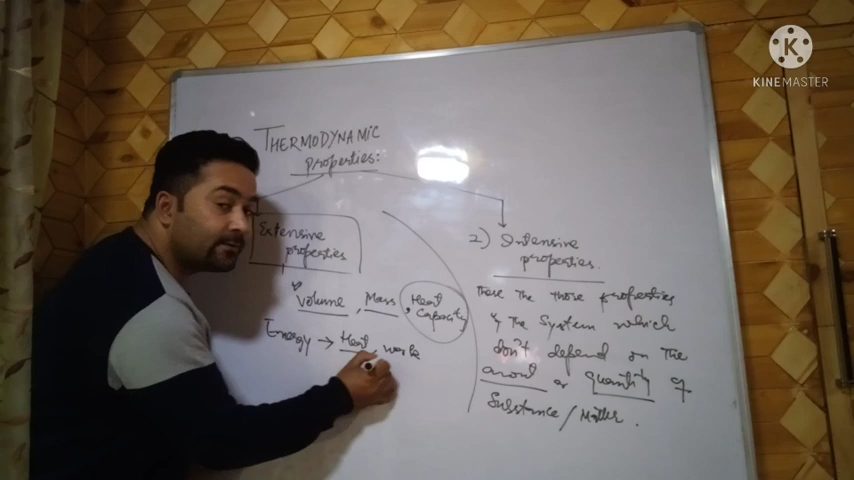 THERMODYNAMIC
properties:
Extensive
properties
Volume, Mass, Heat
Capacity
Energy → Heat, work
2) Intensive
properties.
These the those properties
of the System which
don't depend on the
amout or quantity of
Substance / Matter.
KINEMASTER